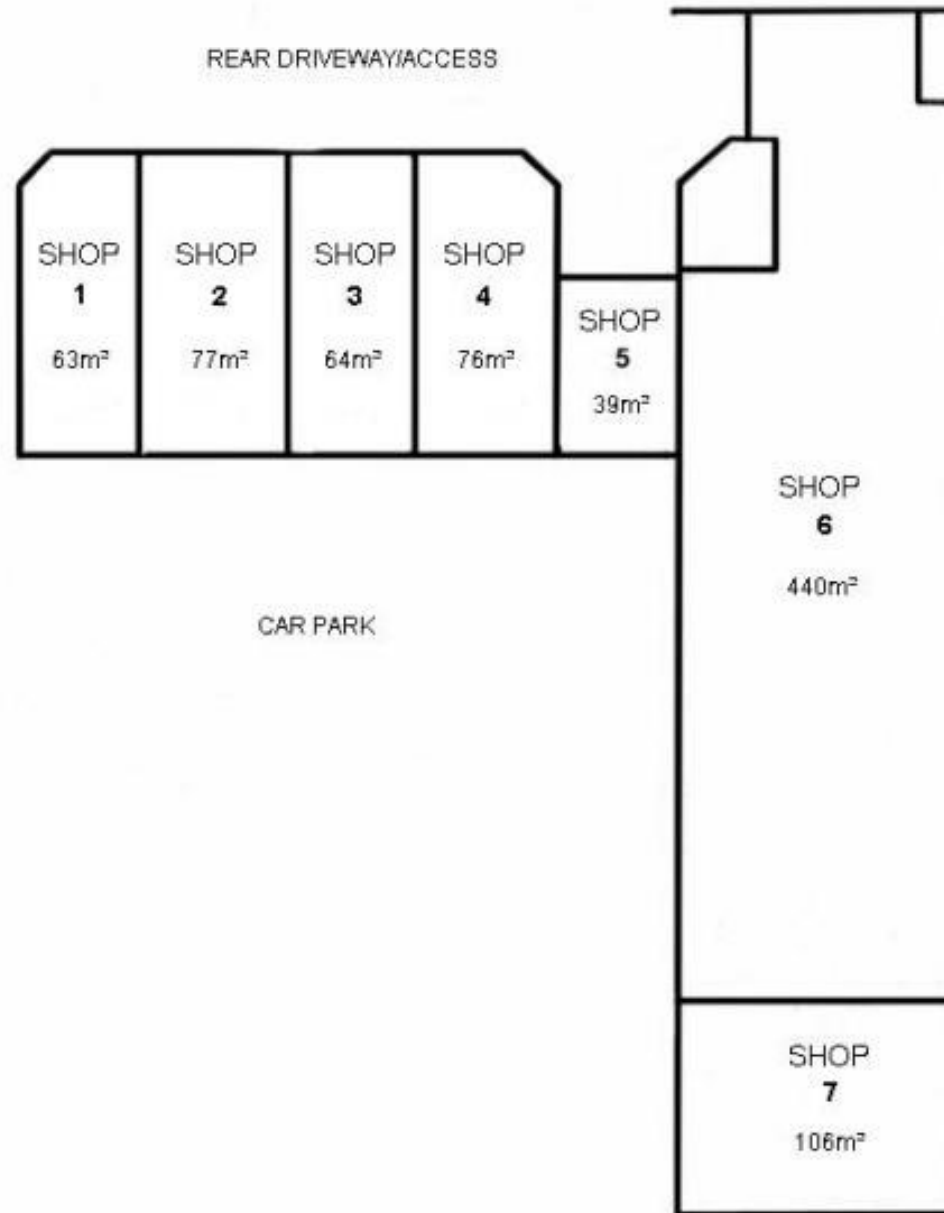 REAR DRIVEWAY/ACCESS
SHOP
1
63m²
SHOP
2
77m²
SHOP
3
64m²
SHOP
4
76m²
SHOP
5
39m²
SHOP
6
440m²
CAR PARK
SHOP
7
106m²